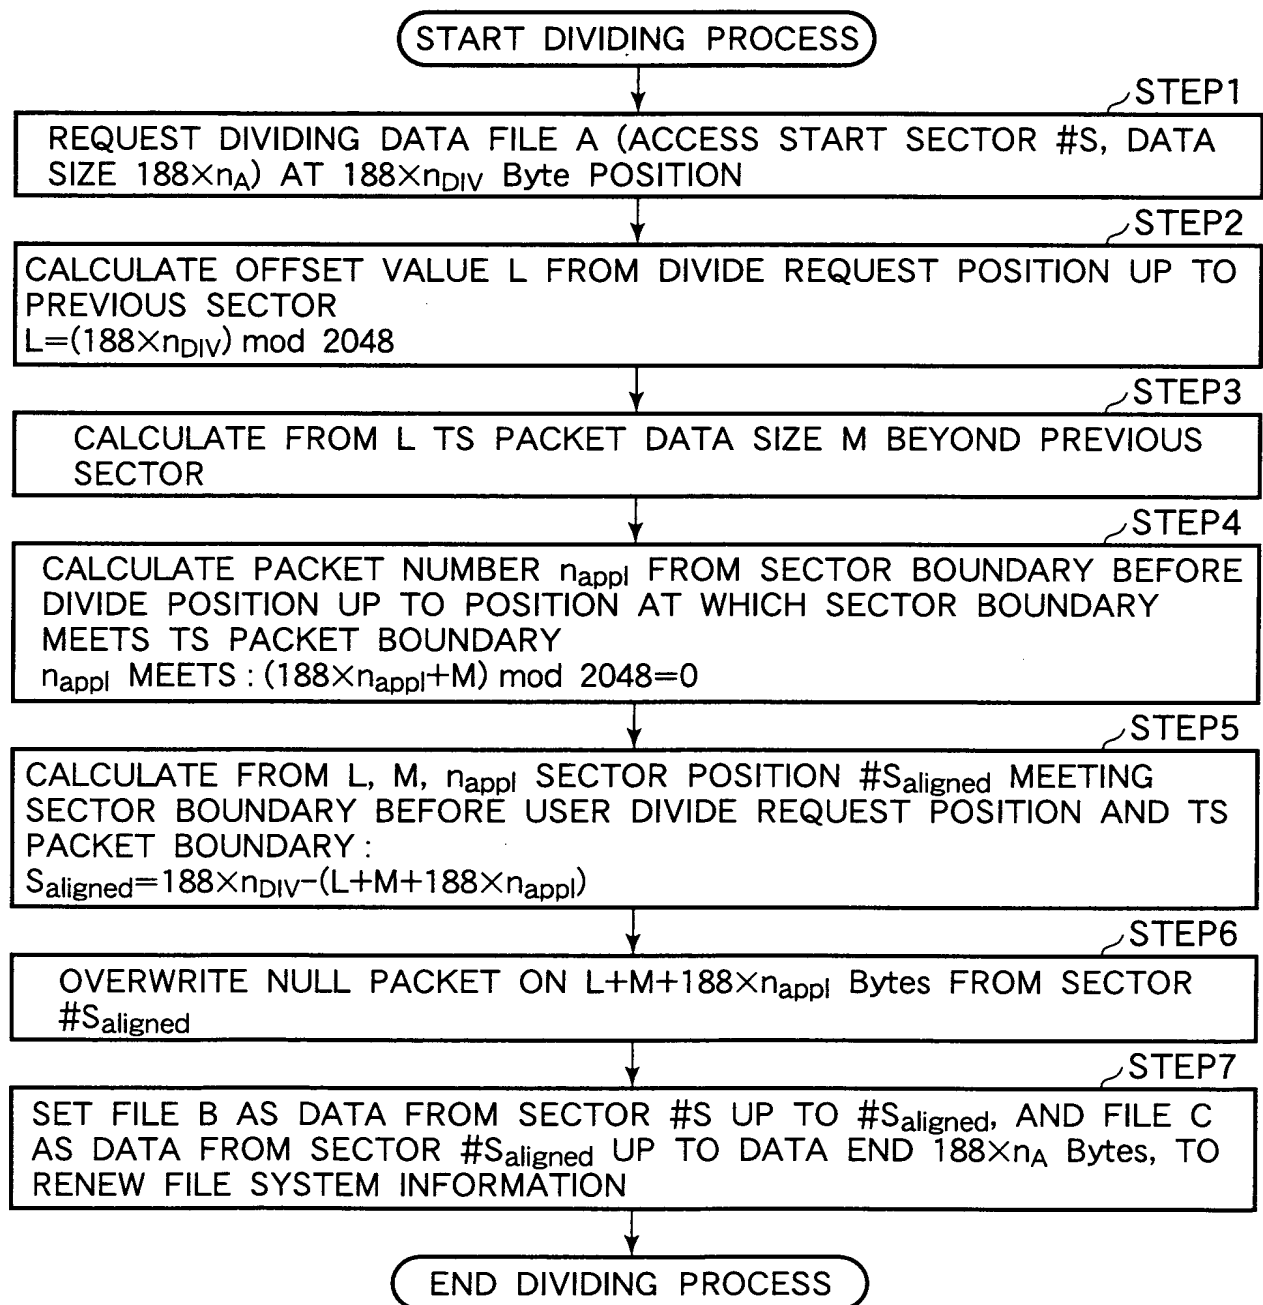 START DIVIDING PROCESS
STEP1
REQUEST DIVIDING DATA FILE A (ACCESS START SECTOR #S, DATA
SIZE 188×nA) AT 188×nDIV Byte POSITION
STEP2
CALCULATE OFFSET VALUE L FROM DIVIDE REQUEST POSITION UP TO
PREVIOUS SECTOR
L=(188×nDIV) mod 2048
STEP3
CALCULATE FROM L TS PACKET DATA SIZE M BEYOND PREVIOUS
SECTOR
STEP4
CALCULATE PACKET NUMBER nappl FROM SECTOR BOUNDARY BEFORE
DIVIDE POSITION UP TO POSITION AT WHICH SECTOR BOUNDARY
MEETS TS PACKET BOUNDARY
nappl MEETS : (188×nappl+M) mod 2048=0
STEP5
CALCULATE FROM L, M, nappl SECTOR POSITION #Saligned MEETING
SECTOR BOUNDARY BEFORE USER DIVIDE REQUEST POSITION AND TS
PACKET BOUNDARY :
Saligned=188×nDIV-(L+M+188×nappl)
STEP6
OVERWRITE NULL PACKET ON L+M+188×nappl Bytes FROM SECTOR
#Saligned
STEP7
SET FILE B AS DATA FROM SECTOR #S UP TO #Saligned, AND FILE C
AS DATA FROM SECTOR #Saligned UP TO DATA END 188×nA Bytes, TO
RENEW FILE SYSTEM INFORMATION
END DIVIDING PROCESS